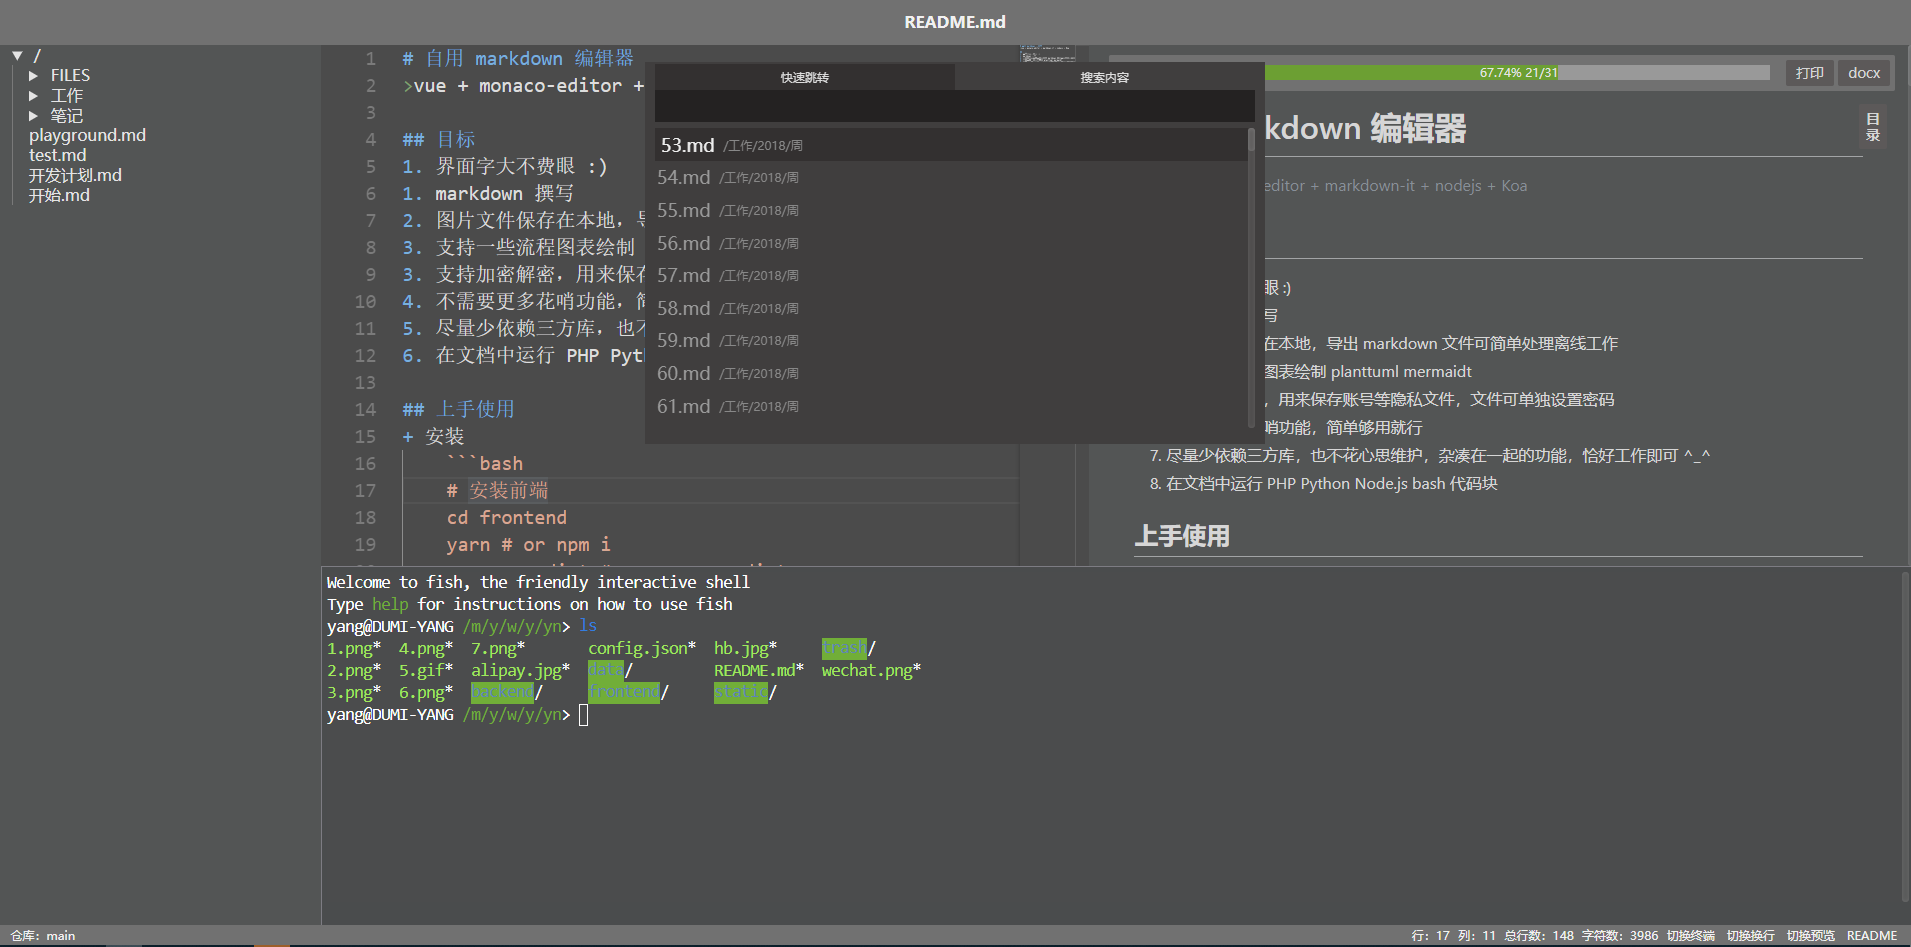 README.md
/
FILES
工作
笔记
playground.md
test.md
开发计划.md
开始.md
1 # 自用 markdown 编辑器
2 >vue + monaco-editor +
3
4 ## 目标
5 1. 界面字大不费眼 :)
6 1. markdown 撰写
7 2. 图片文件保存在本地，
8 3. 支持一些流程图表绘制
9 3. 支持加密解密，用来保存
10 4. 不需要更多花哨功能，
11 5. 尽量少依赖三方库，也不
12 6. 在文档中运行 PHP Pyt
13
14 ## 上手使用
15 + 安装
16 ```bash
17 # 安装前端
18 cd frontend
19 yarn # or npm i
快速跳转 搜索内容
53.md /工作/2018/周
54.md /工作/2018/周
55.md /工作/2018/周
56.md /工作/2018/周
57.md /工作/2018/周
58.md /工作/2018/周
59.md /工作/2018/周
60.md /工作/2018/周
61.md /工作/2018/周
67.74% 21/31 打印 docx
目录
kdown 编辑器
editor + markdown-it + nodejs + Koa
眼 :)
写
在本地，导出 markdown 文件可简单处理离线工作
图表绘制 planttuml mermaidt
，用来保存账号等隐私文件，文件可单独设置密码
哨功能，简单够用就行
7. 尽量少依赖三方库，也不花心思维护，杂凑在一起的功能，恰好工作即可 ^_^
8. 在文档中运行 PHP Python Node.js bash 代码块
上手使用
Welcome to fish, the friendly interactive shell
Type help for instructions on how to use fish
yang@DUMI-YANG /m/y/w/y/yn> ls
1.png* 4.png* 7.png* config.json* hb.jpg* trash/
2.png* 5.gif* alipay.jpg* data/ README.md* wechat.png*
3.png* 6.png* backend/ frontend/ static/
yang@DUMI-YANG /m/y/w/y/yn>
仓库：main
行：17 列：11 总行数：148 字符数：3986 切换终端 切换换行 切换预览 README